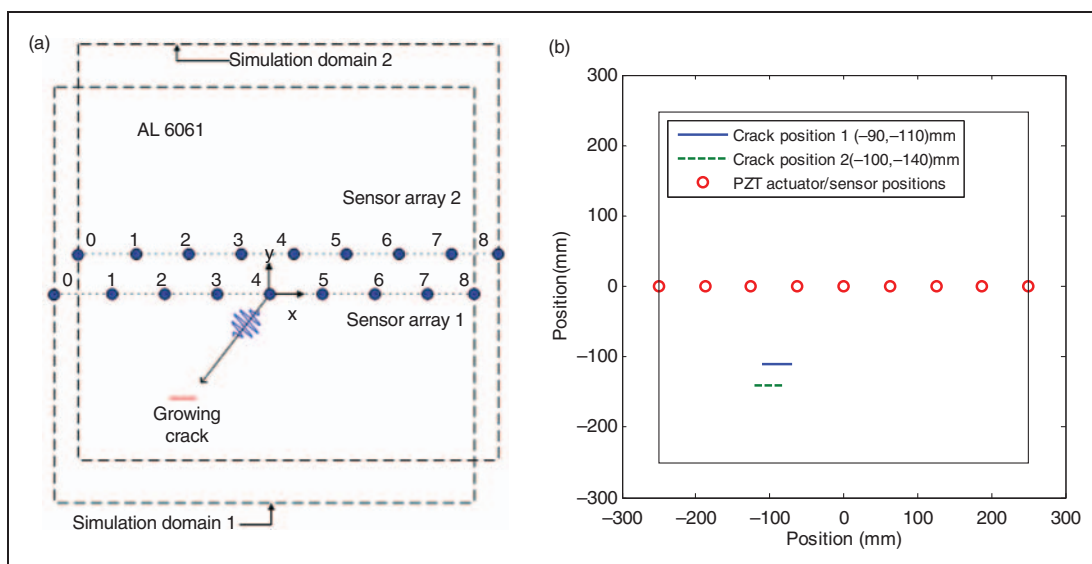 (a)
Simulation domain 2
AL 6061
Sensor array 2
0 1 2 3 4 5 6 7 8
y
0 1 2 3 4 5 6 7 8
x
Sensor array 1
Growing
crack
Simulation domain 1
(b)
300
200
100
0
−100
−200
−300
Position(mm)
Crack position 1 (−90,−110)mm
Crack position 2(−100,−140)mm
PZT actuator/sensor positions
−300 −200 −100 0 100 200 300
Position (mm)